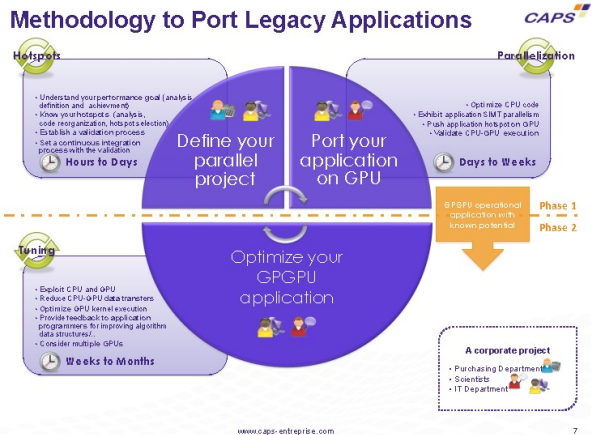 Methodology to Port Legacy Applications
CAPS
Hotspots
• Understand your performance goal (analysis,
definition and achievment)
• Know your hotspots (analysis,
code reorganization, hotspot selection)
• Establish a validation process
• Set a continuous integration
process with the validation
Hours to Days
Define your
parallel
project
Port your
application
on GPU
Parallelization
• Optimize CPU code
• Exhibit application SIMT parallelism
• Push application hotspot on GPU
• Validate CPU-GPU execution
Days to Weeks
GPGPU operational
application with
known potential
Phase 1
Phase 2
Tuning
• Exploit CPU and GPU
• Reduce CPU-GPU data transfers
• Optimize GPU kernel execution
• Provide feedback to application
programmers for improving algorithm
data structures/..
• Consider multiple GPUs
Weeks to Months
Optimize your
GPGPU
application
A corporate project
• Purchasing Department
• Scientists
• IT Department
www.caps-entreprise.com
7